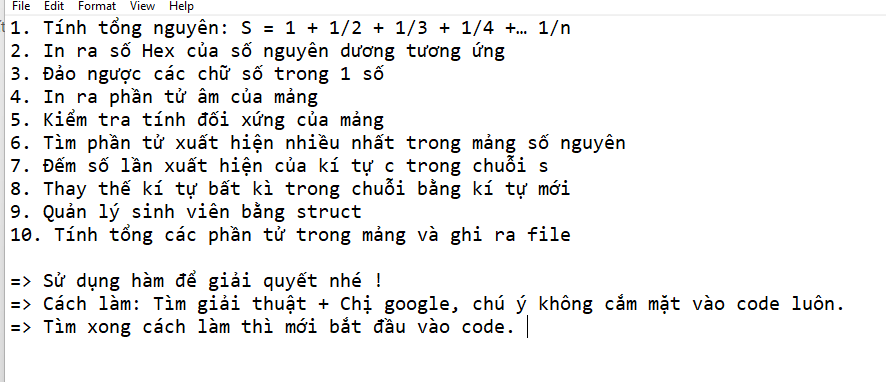 File Edit Format View Help
1. Tính tổng nguyên: S = 1 + 1/2 + 1/3 + 1/4 +… 1/n
2. In ra số Hex của số nguyên dương tương ứng
3. Đảo ngược các chữ số trong 1 số
4. In ra phần tử âm của mảng
5. Kiểm tra tính đối xứng của mảng
6. Tìm phần tử xuất hiện nhiều nhất trong mảng số nguyên
7. Đếm số lần xuất hiện của kí tự c trong chuỗi s
8. Thay thế kí tự bất kì trong chuỗi bằng kí tự mới
9. Quản lý sinh viên bằng struct
10. Tính tổng các phần tử trong mảng và ghi ra file
=> Sử dụng hàm để giải quyết nhé !
=> Cách làm: Tìm giải thuật + Chị google, chú ý không cắm mặt vào code luôn.
=> Tìm xong cách làm thì mới bắt đầu vào code.